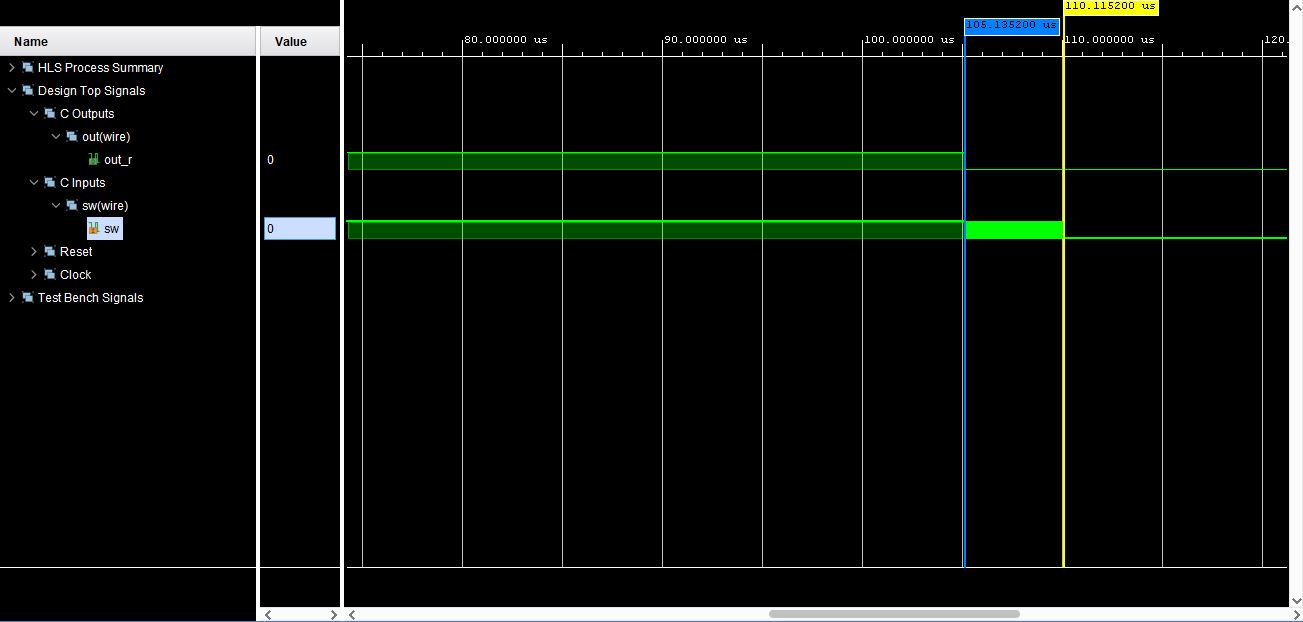 110.115200 us
105.135200 us
Name Value 80.000000 us 90.000000 us 100.000000 us 110.000000 us 120.
HLS Process Summary
Design Top Signals
C Outputs
out(wire)
out_r 0
C Inputs
sw(wire)
sw 0
Reset
Clock
Test Bench Signals